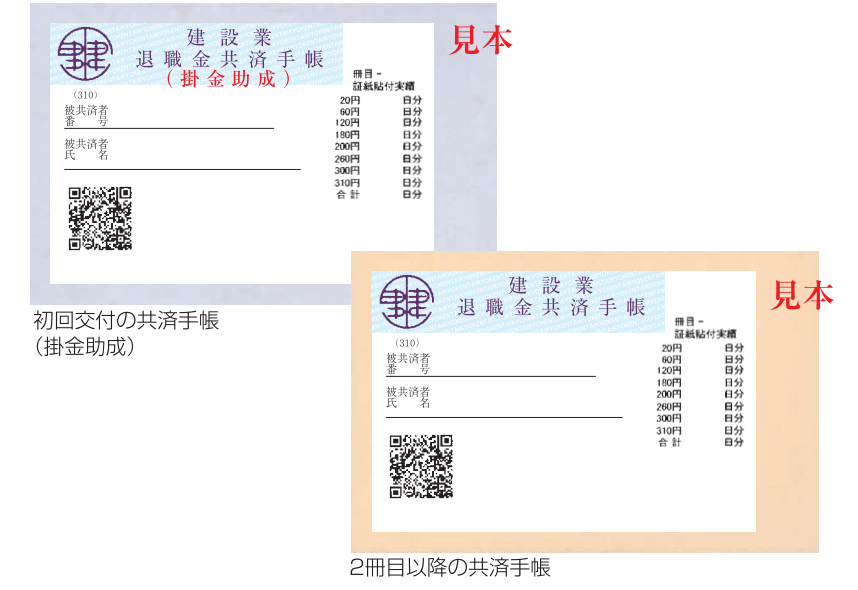 建設業
退職金共済手帳
(掛金助成)
見本
(310)
被共済者
番 号
被共済者
氏 名
冊目-
証紙貼付実績
20円 日分
60円 日分
120円 日分
180円 日分
200円 日分
260円 日分
300円 日分
310円 日分
合計 日分
初回交付の共済手帳
(掛金助成)
建設業
退職金共済手帳
見本
(310)
被共済者
番 号
被共済者
氏 名
冊目-
証紙貼付実績
20円 日分
60円 日分
120円 日分
180円 日分
200円 日分
260円 日分
300円 日分
310円 日分
合計 日分
2冊目以降の共済手帳